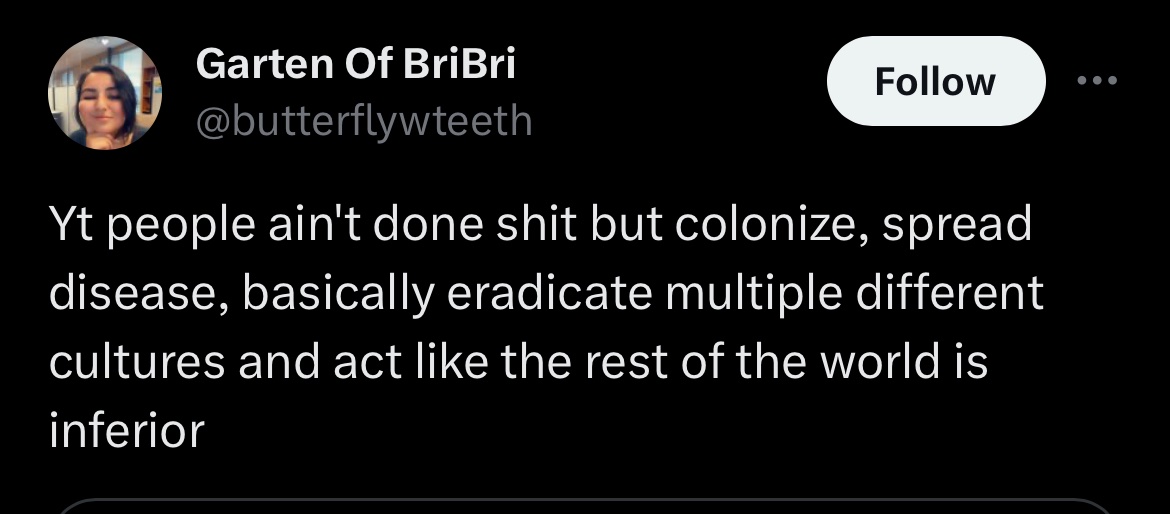 Garten Of BriBri
@butterflywteeth
Follow
Yt people ain't done shit but colonize, spread
disease, basically eradicate multiple different
cultures and act like the rest of the world is
inferior